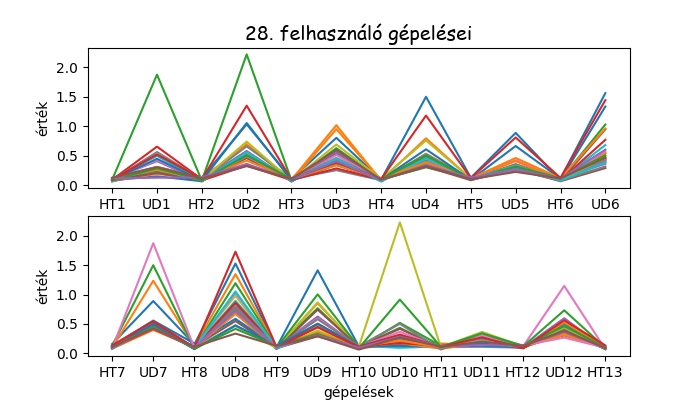 28. felhasználó gépelései
érték
2.0
1.5
1.0
0.5
0.0
HT1 UD1 HT2 UD2 HT3 UD3 HT4 UD4 HT5 UD5 HT6 UD6
érték
2.0
1.5
1.0
0.5
0.0
HT7 UD7 HT8 UD8 HT9 UD9 HT10 UD10 HT11 UD11 HT12 UD12 HT13
gépelések